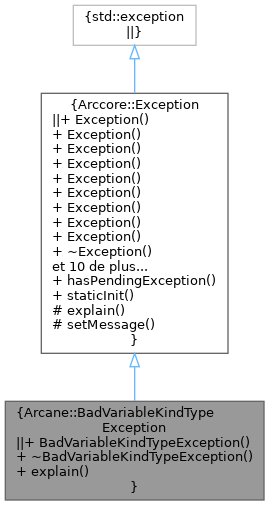 {std::exception
||}
{Arccore::Exception
||+ Exception()
+ Exception()
+ Exception()
+ Exception()
+ Exception()
+ Exception()
+ Exception()
+ Exception()
+ Exception()
+ ~Exception()
et 10 de plus...
+ hasPendingException()
+ staticInit()
# explain()
# setMessage()
}
{Arcane::BadVariableKindType
Exception
||+ BadVariableKindTypeException()
+ ~BadVariableKindTypeException()
+ explain()
}